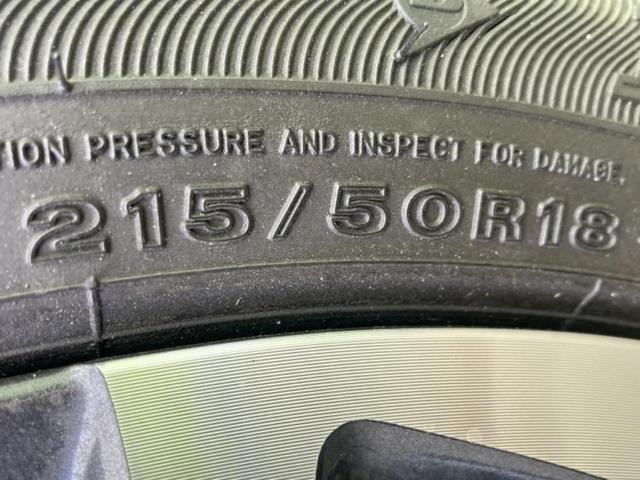 PRESSURE AND INSPECT FOR DAMAGE.
215/50R18